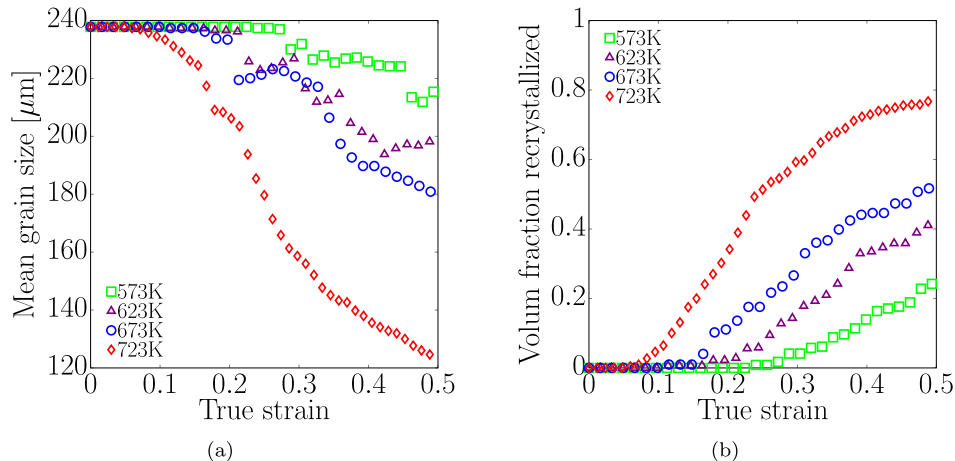 240
220
200
180
160
140
120
Mean grain size [μm]
573K
623K
673K
723K
0
0.1
0.2
0.3
0.4
0.5
True strain
(a)
1
0.8
0.6
0.4
0.2
0
Volum fraction recrystallized
573K
623K
673K
723K
0
0.1
0.2
0.3
0.4
0.5
True strain
(b)